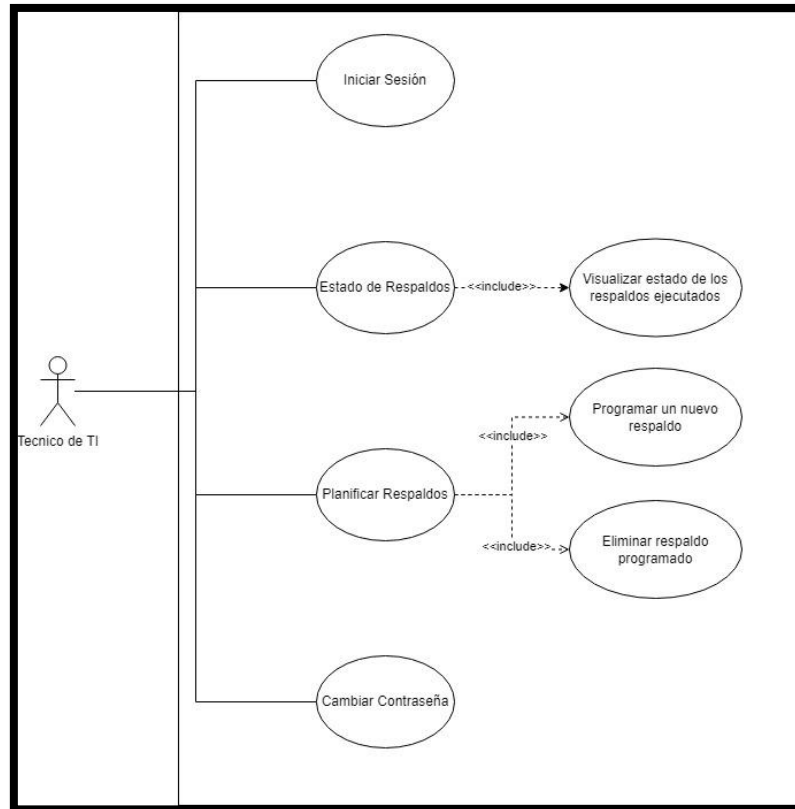 Iniciar Sesión
Estado de Respaldos
<<include>>
Visualizar estado de los
respaldos ejecutados
Programar un nuevo
respaldo
<<include>>
Tecnico de TI
Planificar Respaldos
<<include>>
Eliminar respaldo
programado
Cambiar Contraseña